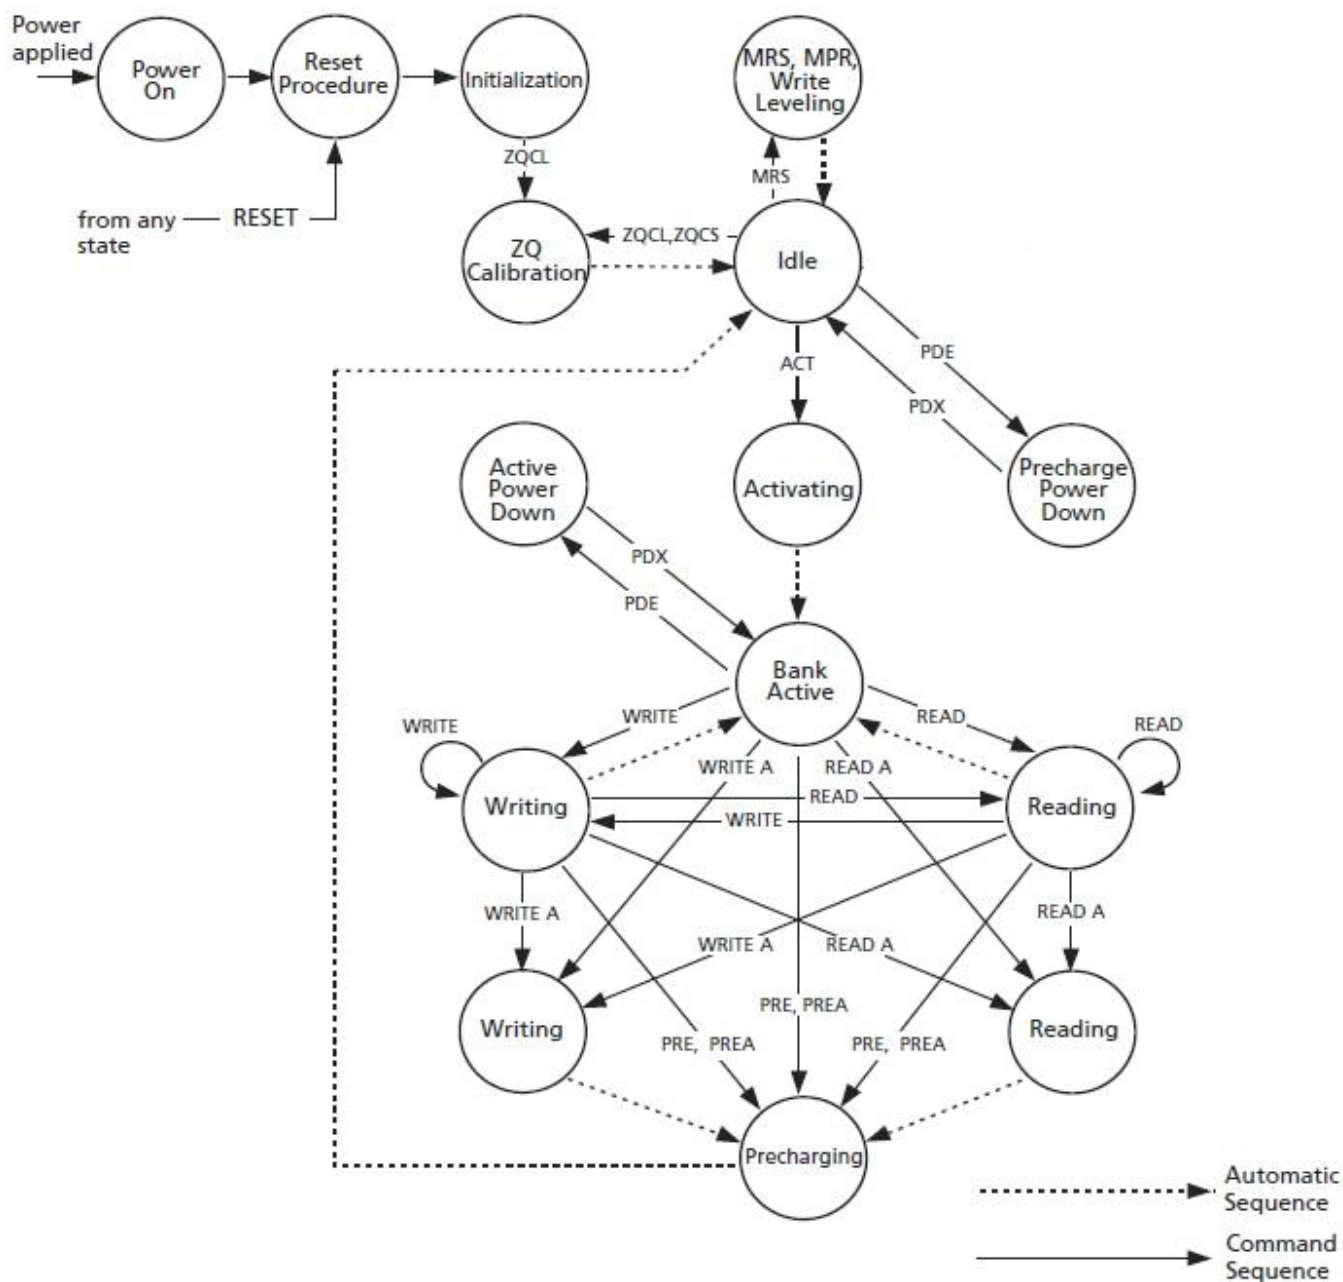 Power
applied
Power
On
Reset
Procedure
Initialization
MRS, MPR,
Write
Leveling
ZQCL
MRS
from any
state
RESET
ZQ
Calibration
ZQCL,ZQCS
Idle
ACT
PDE
PDX
Active
Power
Down
Activating
Precharge
Power
Down
PDX
PDE
Bank
Active
WRITE
WRITE
READ
READ
WRITE A
READ A
Writing
READ
WRITE
Reading
WRITE A
READ A
WRITE A
READ A
Writing
PRE, PREA
Reading
PRE, PREA
PRE, PREA
Precharging
Automatic
Sequence
Command
Sequence